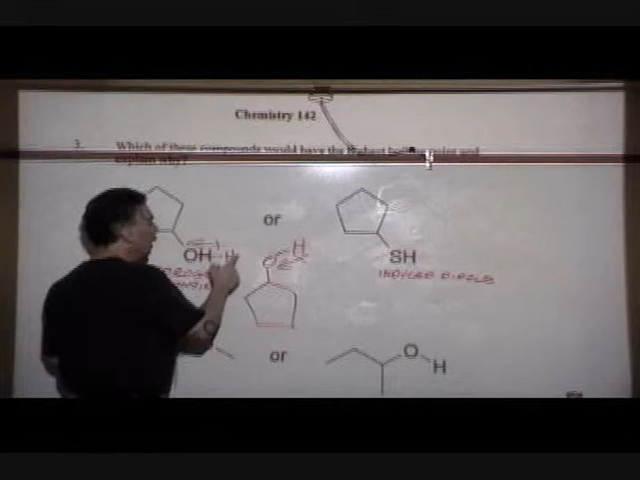 Chemistry 142
3. Which of these compounds would have the highest boiling point and
explain why?
or
OH H
O H
SH
INDUCED DIPOLES
or
O
H